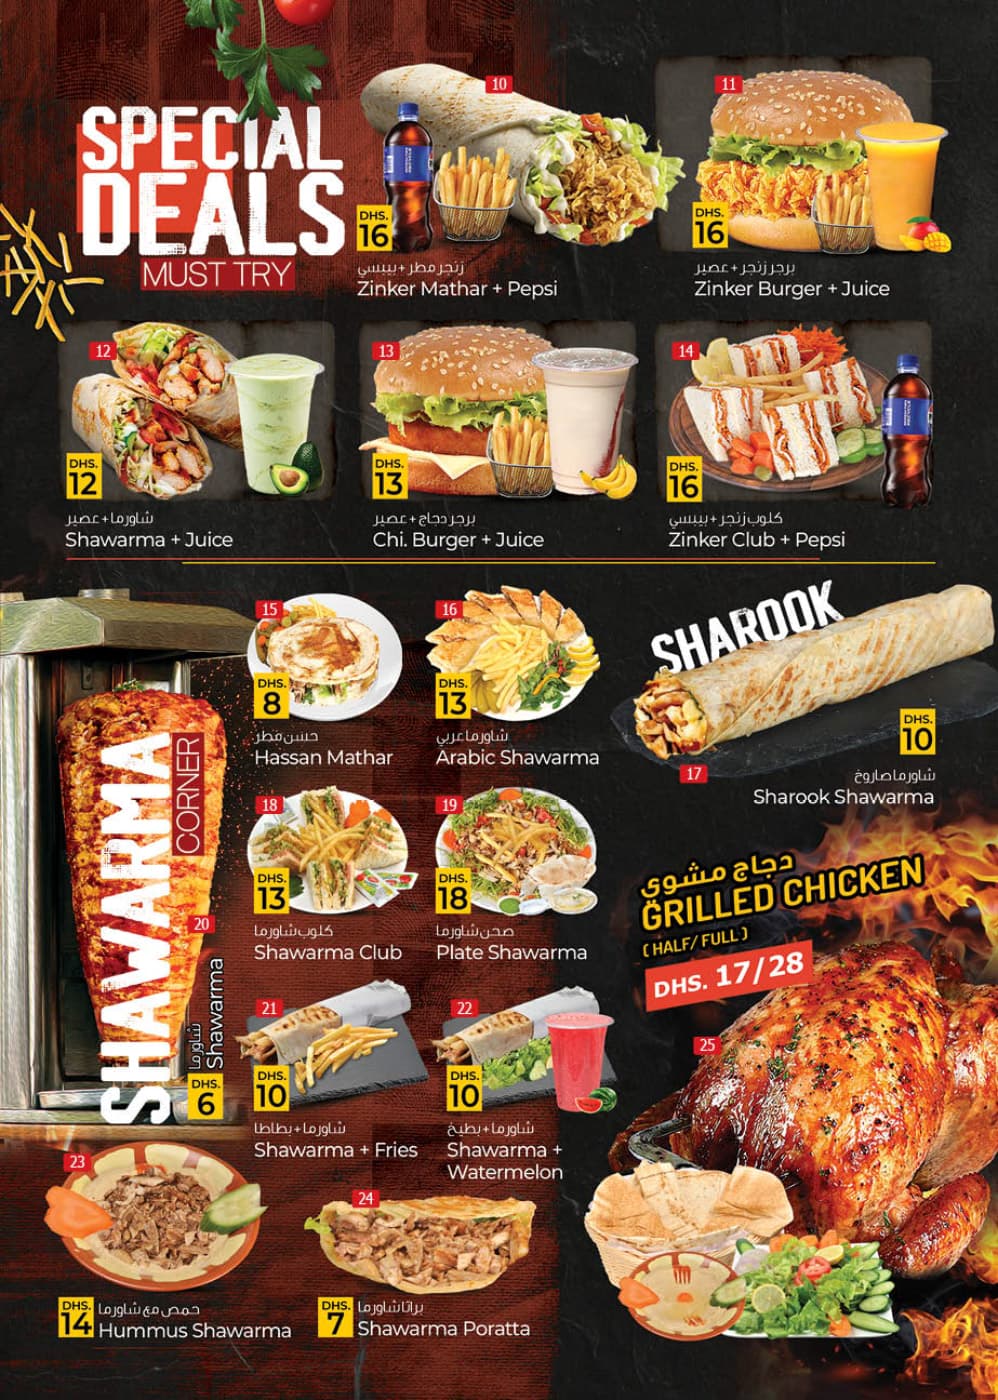 SPECIAL
DEALS
MUST TRY
10
DHS.
16
زنجر مطر + بيبسي
Zinker Mathar + Pepsi
11
DHS.
16
برجر زنجر + عصير
Zinker Burger + Juice
12
DHS.
12
شاورما + عصير
Shawarma + Juice
13
DHS.
13
برجر دجاج + عصير
Chi. Burger + Juice
14
DHS.
16
كلوب زنجر + بيبسي
Zinker Club + Pepsi
SHAWARMA
CORNER
15
DHS.
8
حسن مطر
Hassan Mathar
16
DHS.
13
شاورما عربي
Arabic Shawarma
SHAROOK
DHS.
10
17
شاورما صاروخ
Sharook Shawarma
18
DHS.
13
كلوب شاورما
Shawarma Club
19
DHS.
18
صحن شاورما
Plate Shawarma
20
شاورما
Shawarma
DHS.
6
21
DHS.
10
شاورما + بطاطا
Shawarma + Fries
22
DHS.
10
شاورما + بطيخ
Shawarma +
Watermelon
23
DHS.
14
حمص مع شاورما
Hummus Shawarma
24
DHS.
7
براتا شاورما
Shawarma Poratta
دجاج مشوي
GRILLED CHICKEN
( HALF/ FULL )
DHS. 17/28
25